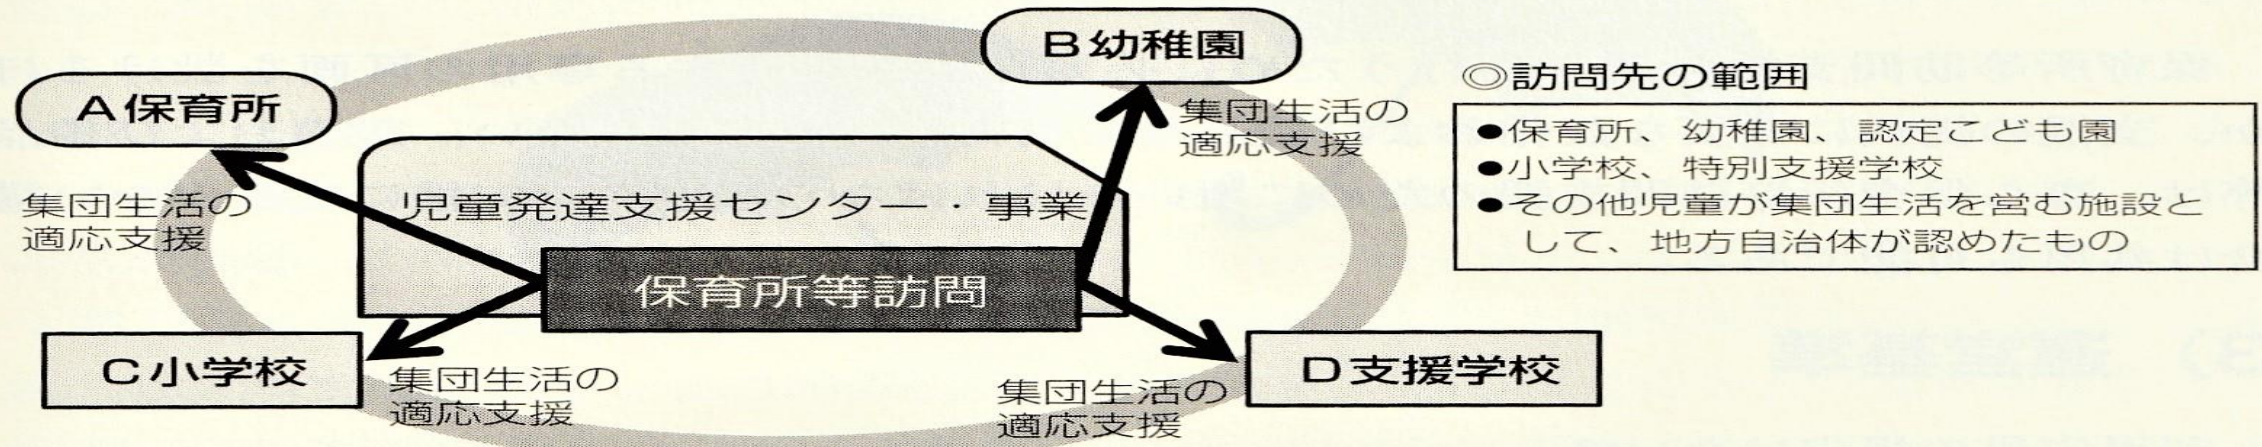 B幼稚園
A保育所
集団生活の
適応支援
集団生活の
適応支援
児童発達支援センター・事業
保育所等訪問
C小学校
D支援学校
集団生活の
適応支援
集団生活の
適応支援
◎訪問先の範囲
●保育所、幼稚園、認定こども園
●小学校、特別支援学校
●その他児童が集団生活を営む施設と
して、地方自治体が認めたもの